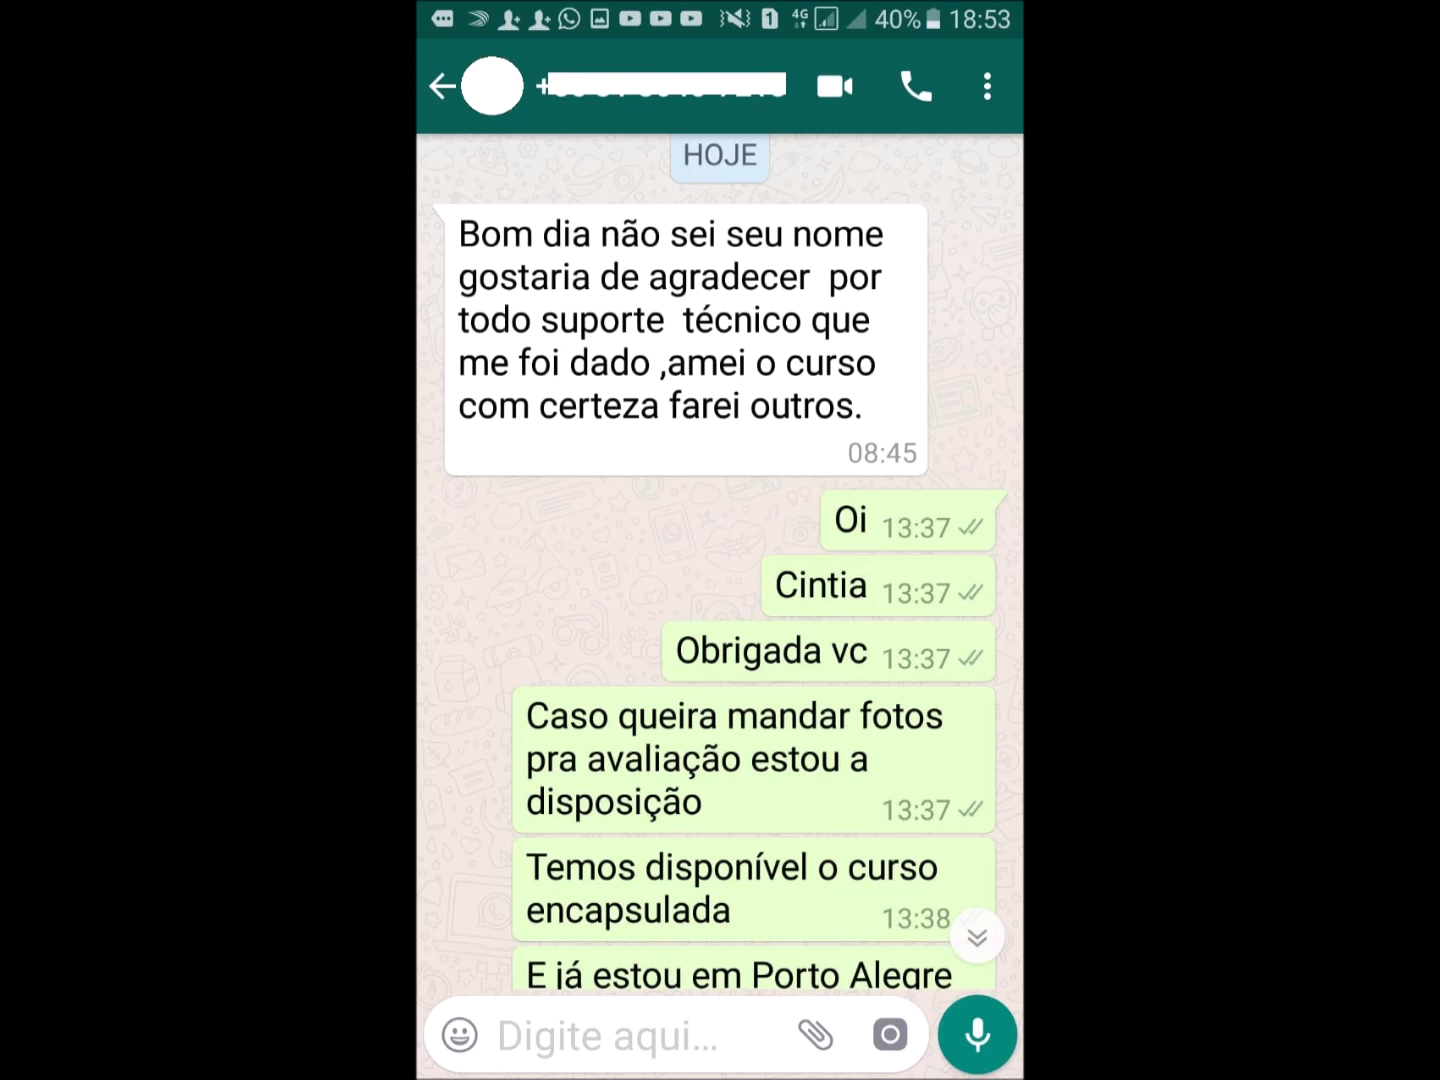 4G 1 40% 18:53
HOJE
Bom dia não sei seu nome
gostaria de agradecer  por
todo suporte  técnico que
me foi dado ,amei o curso
com certeza farei outros.
08:45
Oi 13:37
Cintia 13:37
Obrigada vc 13:37
Caso queira mandar fotos
pra avaliação estou a
disposição 13:37
Temos disponível o curso
encapsulada 13:38
E já estou em Porto Alegre
Digite aqui...